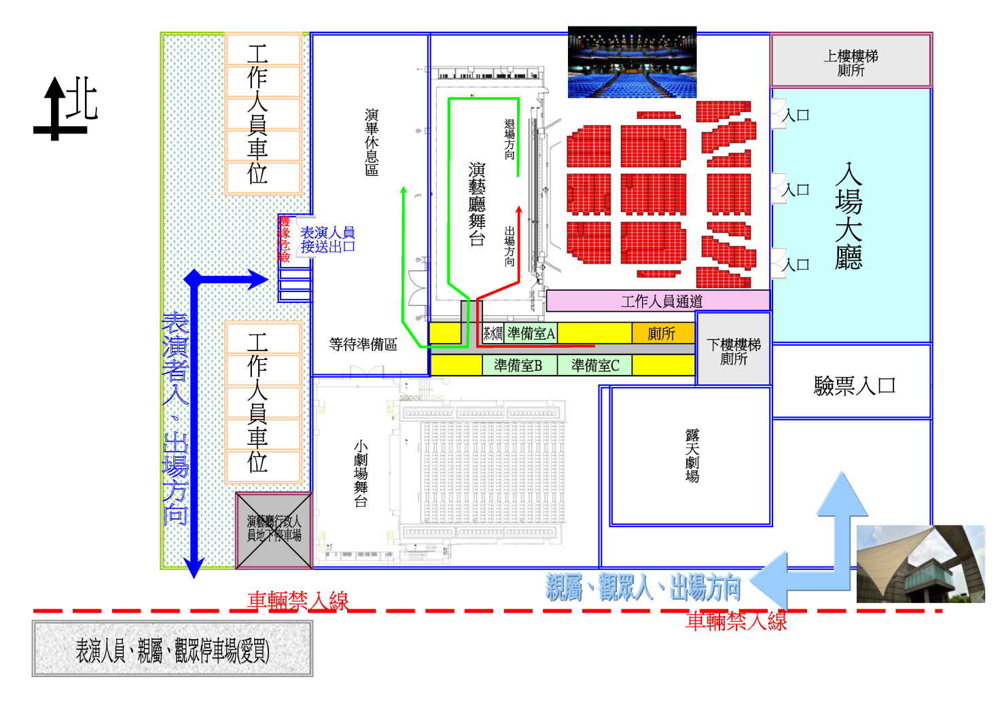 北
工作人員車位
演畢休息區
退場方向
演藝廳舞台
出場方向
上樓樓梯
廁所
入口
入口
入口
入場大廳
邊緣危險
表演人員
接送出口
工作人員通道
等待準備區
茶水間
準備室A
廁所
準備室B
準備室C
下樓樓梯
廁所
驗票入口
表演者入、出場方向
工作人員車位
小劇場舞台
露天劇場
演藝廳行政人
員地下停車場
親屬、觀眾入、出場方向
車輛禁入線
車輛禁入線
表演人員、親屬、觀眾停車場(愛買)